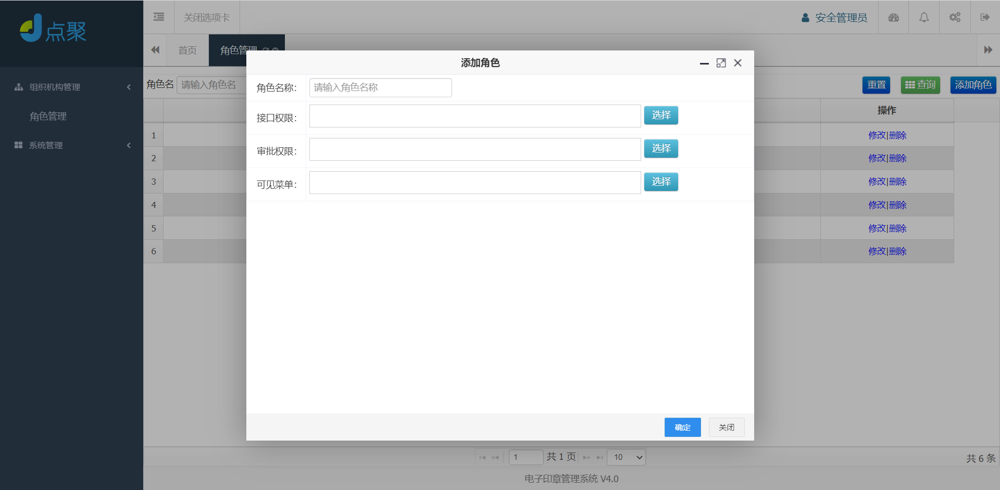 点聚
关闭选项卡
安全管理员
首页
角色管理
添加角色
组织机构管理
角色管理
系统管理
角色名
请输入角色名
重置
查询
添加角色
角色名称：
请输入角色名称
接口权限：
选择
审批权限：
选择
可见菜单：
选择
操作
1
修改|删除
2
修改|删除
3
修改|删除
4
修改|删除
5
修改|删除
6
修改|删除
确定
关闭
1
共 1 页
10
共 6 条
电子印章管理系统 V4.0